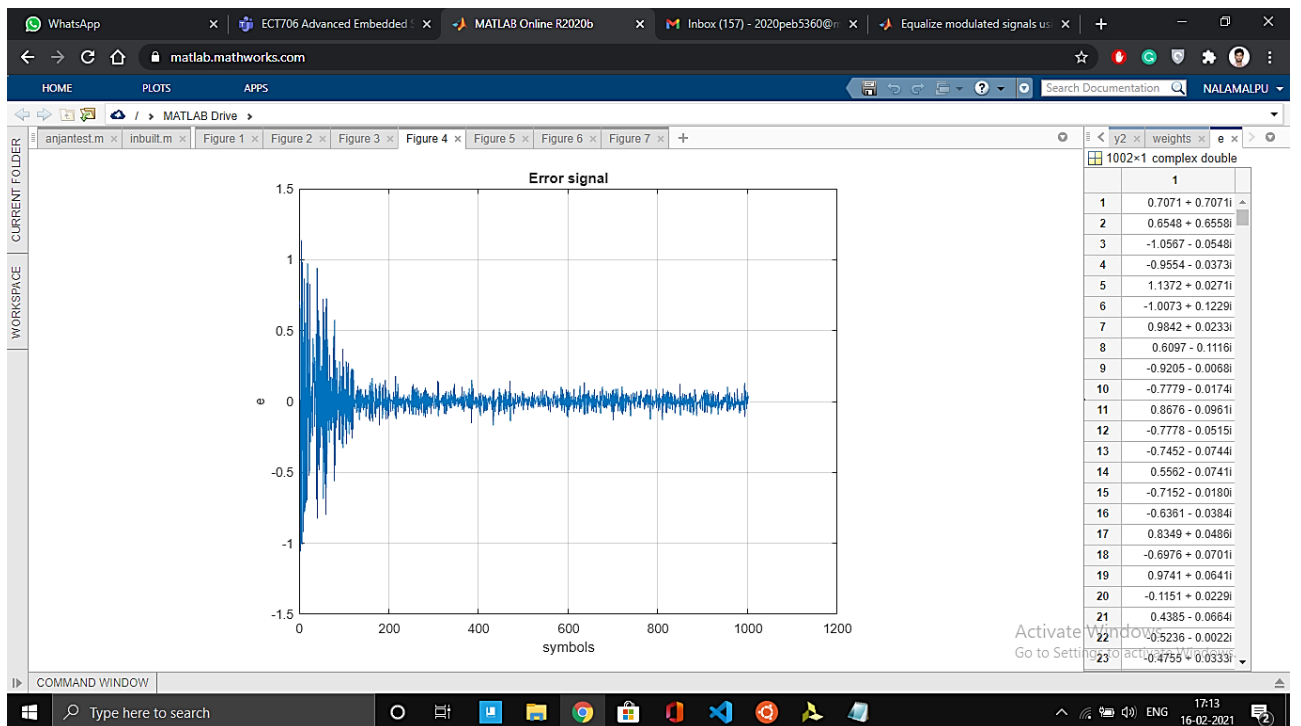 WhatsApp
ECT706 Advanced Embedded S
MATLAB Online R2020b
Inbox (157) - 2020peb5360@m
Equalize modulated signals us
matlab.mathworks.com
HOME PLOTS APPS
Search Documentation
NALAMALPU
/ MATLAB Drive
CURRENT FOLDER
WORKSPACE
anjantest.m
inbuilt.m
Figure 1
Figure 2
Figure 3
Figure 4
Figure 5
Figure 6
Figure 7
y2
weights
e
1002×1 complex double
Error signal
1.5
1
0.5
0
-0.5
-1
-1.5
e
0 200 400 600 800 1000 1200
symbols
1
1 0.7071 + 0.7071i
2 0.6548 + 0.6558i
3 -1.0567 - 0.0548i
4 -0.9554 - 0.0373i
5 1.1372 + 0.0271i
6 -1.0073 + 0.1229i
7 0.9842 + 0.0233i
8 0.6097 - 0.1116i
9 -0.9205 - 0.0068i
10 -0.7779 - 0.0174i
11 0.8676 - 0.0961i
12 -0.7778 - 0.0515i
13 -0.7452 - 0.0744i
14 0.5562 - 0.0741i
15 -0.7152 - 0.0180i
16 -0.6361 - 0.0384i
17 0.8349 + 0.0486i
18 -0.6976 + 0.0701i
19 0.9741 + 0.0641i
20 -0.1151 + 0.0229i
21 0.4385 - 0.0664i
22 -0.5236 - 0.0022i
23 -0.4755 + 0.0333i
Activate Windows
Go to Settings to activate Windows.
COMMAND WINDOW
Type here to search
ENG
17:13
16-02-2021
2